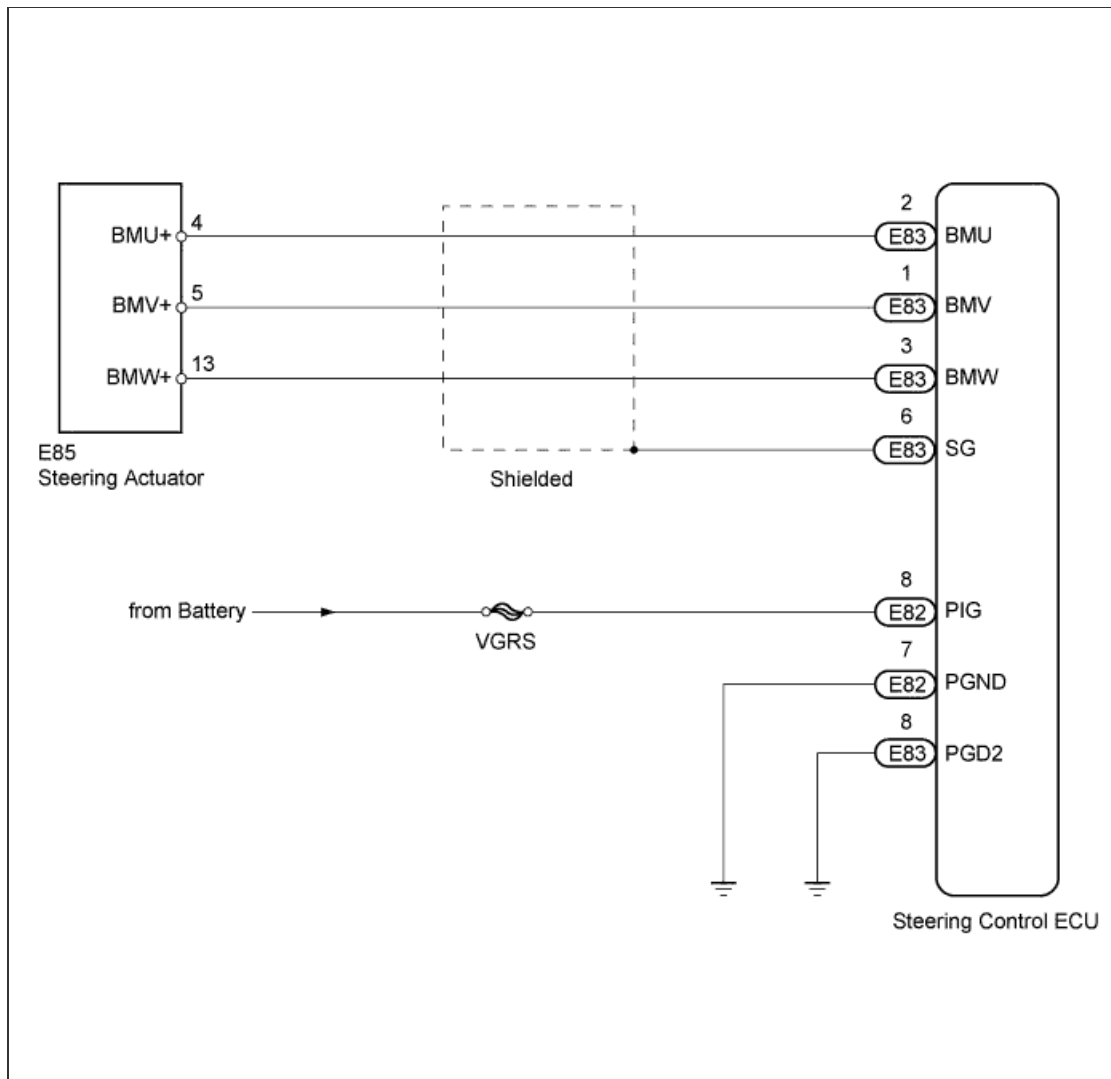 2
BMU+ 4 E83 BMU
1
BMV+ 5 E83 BMV
3
BMW+ 13 E83 BMW
6
E83 SG
E85
Steering Actuator
Shielded
8
from Battery E82 PIG
VGRS
7
E82 PGND
8
E83 PGD2
Steering Control ECU